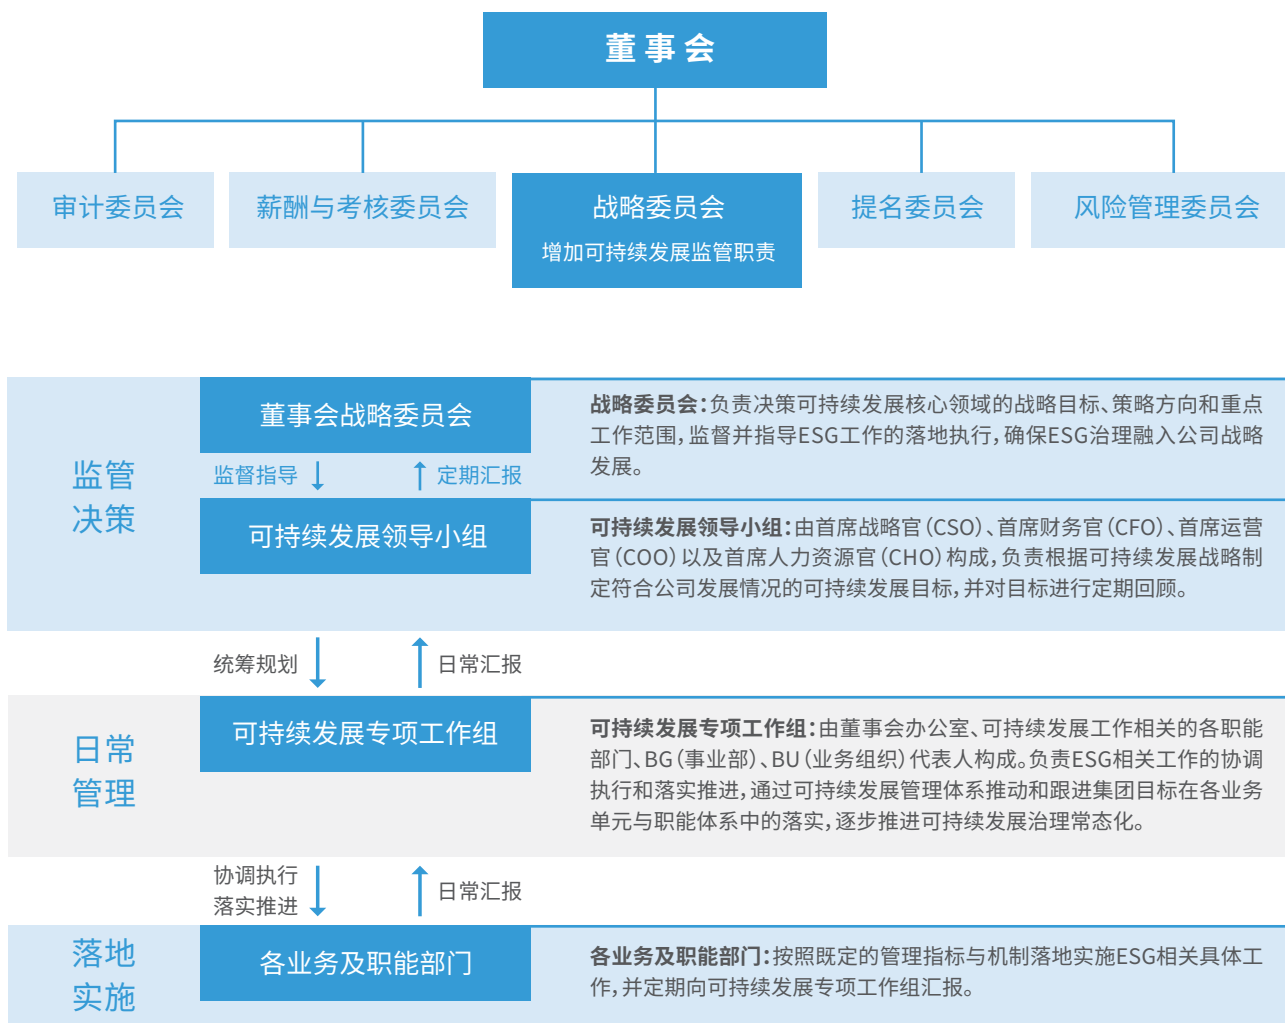 董事会
审计委员会
薪酬与考核委员会
战略委员会
增加可持续发展监管职责
提名委员会
风险管理委员会
监管
决策
董事会战略委员会
监督指导
定期汇报
可持续发展领导小组
战略委员会：负责决策可持续发展核心领域的战略目标、策略方向和重点
工作范围，监督并指导ESG工作的落地执行，确保ESG治理融入公司战略
发展。
可持续发展领导小组：由首席战略官（CSO）、首席财务官（CFO）、首席运营
官（COO）以及首席人力资源官（CHO）构成，负责根据可持续发展战略制
定符合公司发展情况的可持续发展目标，并对目标进行定期回顾。
统筹规划
日常汇报
日常
管理
可持续发展专项工作组
可持续发展专项工作组：由董事会办公室、可持续发展工作相关的各职能
部门、BG（事业部）、BU（业务组织）代表人构成。负责ESG相关工作的协调
执行和落实推进，通过可持续发展管理体系推动和跟进集团目标在各业务
单元与职能体系中的落实，逐步推进可持续发展治理常态化。
协调执行
落实推进
日常汇报
落地
实施
各业务及职能部门
各业务及职能部门：按照既定的管理指标与机制落地实施ESG相关具体工
作，并定期向可持续发展专项工作组汇报。